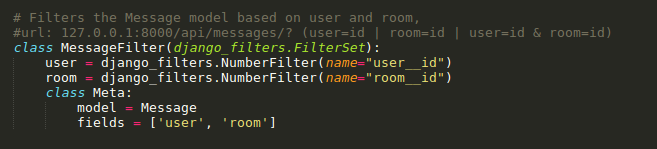 # Filters the Message model based on user and room,
#url: 127.0.0.1:8000/api/messages/? (user=id | room=id | user=id & room=id)
class MessageFilter(django_filters.FilterSet):
    user = django_filters.NumberFilter(name="user__id")
    room = django_filters.NumberFilter(name="room__id")
    class Meta:
        model = Message
        fields = ['user', 'room']